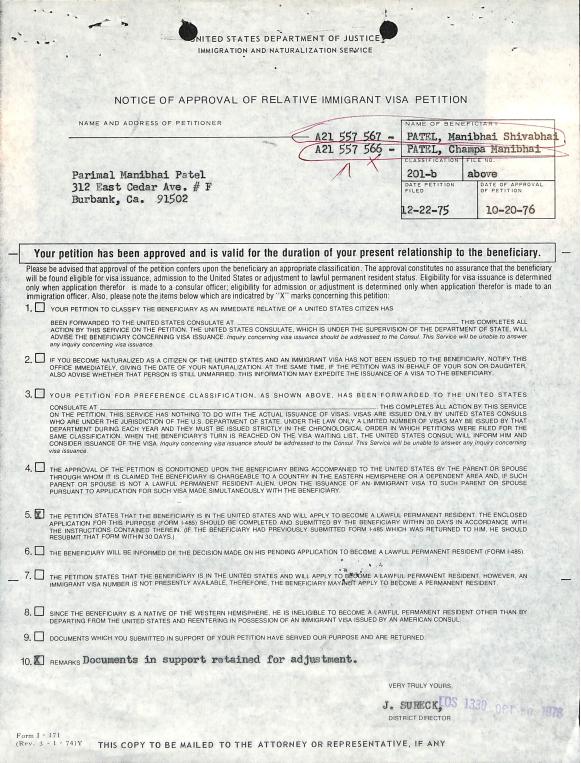 UNITED STATES DEPARTMENT OF JUSTICE
IMMIGRATION AND NATURALIZATION SERVICE
NOTICE OF APPROVAL OF RELATIVE IMMIGRANT VISA PETITION
NAME AND ADDRESS OF PETITIONER
NAME OF BENEFICIARY
A21 557 567 - PATEL, Manibhai Shivabhai
A21 557 566 - PATEL, Champa Manibhai
CLASSIFICATION FILE NO.
201-b above
Parimal Manibhai Patel
312 East Cedar Ave. # F
Burbank, Ca. 91502
DATE PETITION FILED
DATE OF APPROVAL OF PETITION
12-22-75 10-20-76
Your petition has been approved and is valid for the duration of your present relationship to the beneficiary.
Please be advised that approval of the petition confers upon the beneficiary an appropriate classification. The approval constitutes no assurance that the beneficiary
will be found eligible for visa issuance, admission to the United States or adjustment to lawful permanent resident status. Eligibility for visa issuance is determined
only when application therefor is made to a consular officer; eligibility for admission or adjustment is determined only when application therefor is made to an
immigration officer. Also, please note the items below which are indicated by "X" marks concerning this petition:
1. YOUR PETITION TO CLASSIFY THE BENEFICIARY AS AN IMMEDIATE RELATIVE OF A UNITED STATES CITIZEN HAS
BEEN FORWARDED TO THE UNITED STATES CONSULATE AT THIS COMPLETES ALL
ACTION BY THIS SERVICE ON THE PETITION. THE UNITED STATES CONSULATE, WHICH IS UNDER THE SUPERVISION OF THE DEPARTMENT OF STATE, WILL
ADVISE THE BENEFICIARY CONCERNING VISA ISSUANCE. Inquiry concerning visa issuance should be addressed to the Consul. This Service will be unable to answer
any inquiry concerning visa issuance.
2. IF YOU BECOME NATURALIZED AS A CITIZEN OF THE UNITED STATES AND AN IMMIGRANT VISA HAS NOT BEEN ISSUED TO THE BENEFICIARY, NOTIFY THIS
OFFICE IMMEDIATELY, GIVING THE DATE OF YOUR NATURALIZATION. AT THE SAME TIME, IF THE PETITION WAS IN BEHALF OF YOUR SON OR DAUGHTER,
ALSO ADVISE WHETHER THAT PERSON IS STILL UNMARRIED. THIS INFORMATION MAY EXPEDITE THE ISSUANCE OF A VISA TO THE BENEFICIARY.
3. YOUR PETITION FOR PREFERENCE CLASSIFICATION, AS SHOWN ABOVE, HAS BEEN FORWARDED TO THE UNITED STATES
CONSULATE AT THIS COMPLETES ALL ACTION BY THIS SERVICE
ON THE PETITION. THIS SERVICE HAS NOTHING TO DO WITH THE ACTUAL ISSUANCE OF VISAS. VISAS ARE ISSUED ONLY BY UNITED STATES CONSULS
WHO ARE UNDER THE JURISDICTION OF THE U.S. DEPARTMENT OF STATE. UNDER THE LAW ONLY A LIMITED NUMBER OF VISAS MAY BE ISSUED BY THAT
DEPARTMENT DURING EACH YEAR AND THEY MUST BE ISSUED STRICTLY IN THE CHRONOLOGICAL ORDER IN WHICH PETITIONS WERE FILED FOR THE
SAME CLASSIFICATION. WHEN THE BENEFICIARY'S TURN IS REACHED ON THE VISA WAITING LIST, THE UNITED STATES CONSUL WILL INFORM HIM AND
CONSIDER ISSUANCE OF THE VISA. Inquiry concerning visa issuance should be addressed to the Consul. This Service will be unable to answer any inquiry concerning
visa issuance.
4. THE APPROVAL OF THE PETITION IS CONDITIONED UPON THE BENEFICIARY BEING ACCOMPANIED TO THE UNITED STATES BY THE PARENT OR SPOUSE
THROUGH WHOM IT IS CLAIMED THE BENEFICIARY IS CHARGEABLE TO A COUNTRY IN THE EASTERN HEMISPHERE OR A DEPENDENT AREA AND, IF SUCH
PARENT OR SPOUSE IS NOT A LAWFUL PERMANENT RESIDENT ALIEN, UPON THE ISSUANCE OF AN IMMIGRANT VISA TO SUCH PARENT OR SPOUSE
PURSUANT TO APPLICATION FOR SUCH VISA MADE SIMULTANEOUSLY WITH THE BENEFICIARY.
5. X THE PETITION STATES THAT THE BENEFICIARY IS IN THE UNITED STATES AND WILL APPLY TO BECOME A LAWFUL PERMANENT RESIDENT. THE ENCLOSED
APPLICATION FOR THIS PURPOSE (FORM I-485) SHOULD BE COMPLETED AND SUBMITTED BY THE BENEFICIARY WITHIN 30 DAYS IN ACCORDANCE WITH
THE INSTRUCTIONS CONTAINED THEREIN. (IF THE BENEFICIARY HAD PREVIOUSLY SUBMITTED FORM I-485 WHICH WAS RETURNED TO HIM, HE SHOULD
RESUBMIT THAT FORM WITHIN 30 DAYS.)
6. THE BENEFICIARY WILL BE INFORMED OF THE DECISION MADE ON HIS PENDING APPLICATION TO BECOME A LAWFUL PERMANENT RESIDENT (FORM I-485).
7. THE PETITION STATES THAT THE BENEFICIARY IS IN THE UNITED STATES AND WILL APPLY TO BECOME A LAWFUL PERMANENT RESIDENT. HOWEVER, AN
IMMIGRANT VISA NUMBER IS NOT PRESENTLY AVAILABLE, THEREFORE, THE BENEFICIARY MAY NOT APPLY TO BECOME A PERMANENT RESIDENT.
8. SINCE THE BENEFICIARY IS A NATIVE OF THE WESTERN HEMISPHERE, HE IS INELIGIBLE TO BECOME A LAWFUL PERMANENT RESIDENT OTHER THAN BY
DEPARTING FROM THE UNITED STATES AND REENTERING IN POSSESSION OF AN IMMIGRANT VISA ISSUED BY AN AMERICAN CONSUL.
9. DOCUMENTS WHICH YOU SUBMITTED IN SUPPORT OF YOUR PETITION HAVE SERVED OUR PURPOSE AND ARE RETURNED.
10. X REMARKS Documents in support retained for adjustment.
VERY TRULY YOURS,
J. SURECK, LOS 1339 OCT 1976
DISTRICT DIRECTOR
Form I - 171
(Rev. 3 - 1 - 74)Y THIS COPY TO BE MAILED TO THE ATTORNEY OR REPRESENTATIVE, IF ANY